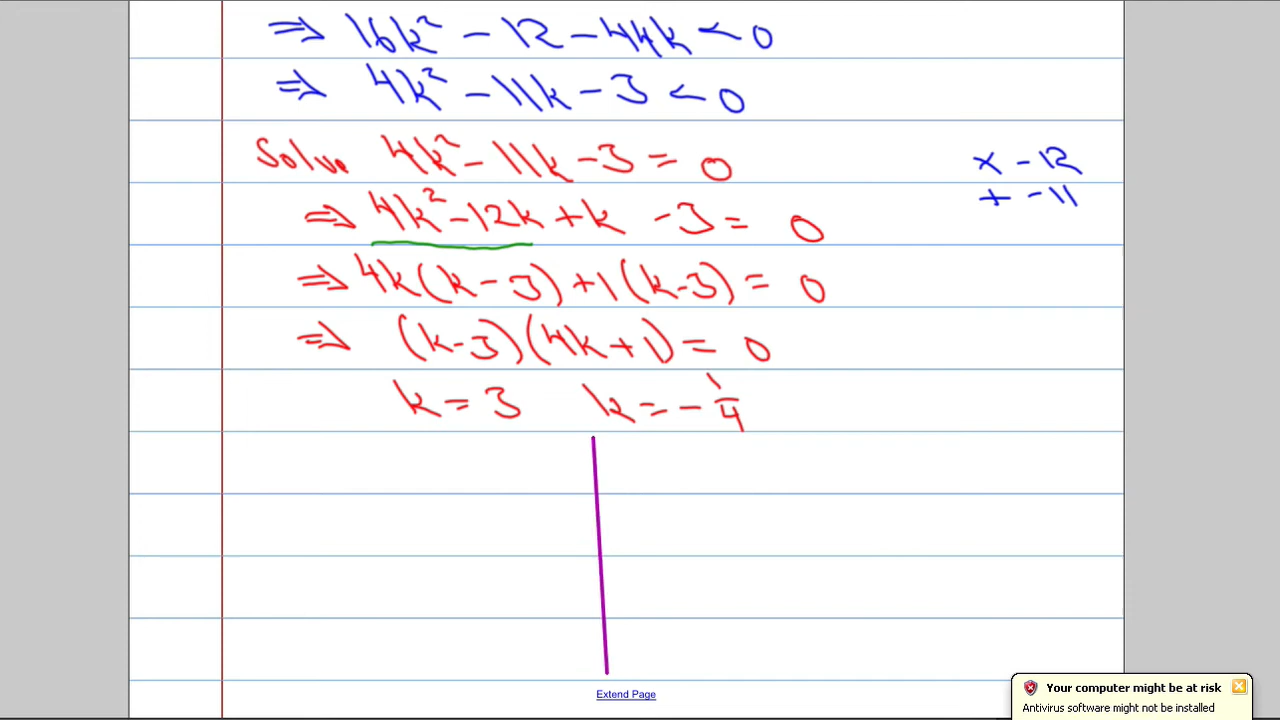 ⇒ 16k² - 12 - 44k < 0
⇒ 4k² - 11k - 3 < 0
Solve 4k² - 11k - 3 = 0
x - 12
⇒ 4k² - 12k + k - 3 = 0
+ - 11
⇒ 4k(k - 3) + 1(k - 3) = 0
⇒ (k - 3)(4k + 1) = 0
k = 3 k = - 1/4
Extend Page
Your computer might be at risk
Antivirus software might not be installed